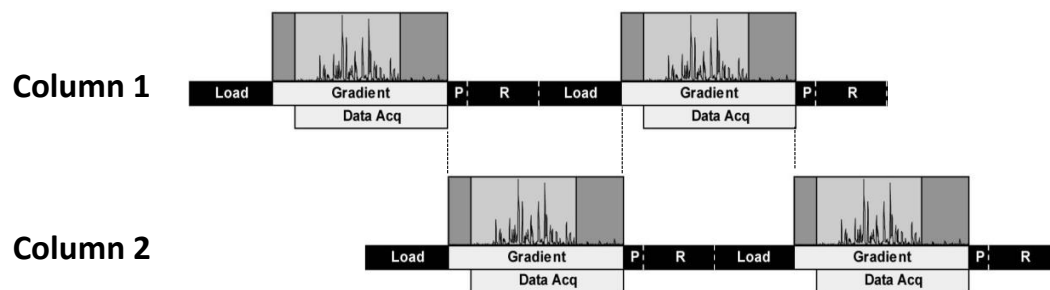 Column 1
Load Gradient P R Load Gradient P R
Data Acq Data Acq
Column 2
Load Gradient P R Load Gradient P R
Data Acq Data Acq